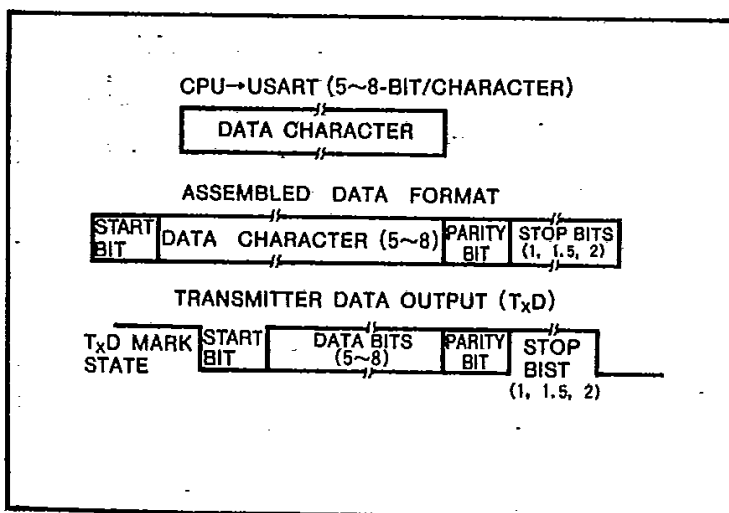 CPU→USART (5~8-BIT/CHARACTER)
DATA CHARACTER
ASSEMBLED DATA FORMAT
START BIT
DATA CHARACTER (5~8)
PARITY BIT
STOP BITS
(1, 1.5, 2)
TRANSMITTER DATA OUTPUT (TxD)
TxD MARK STATE
START BIT
DATA BITS
(5~8)
PARITY BIT
STOP BIST
(1, 1.5, 2)